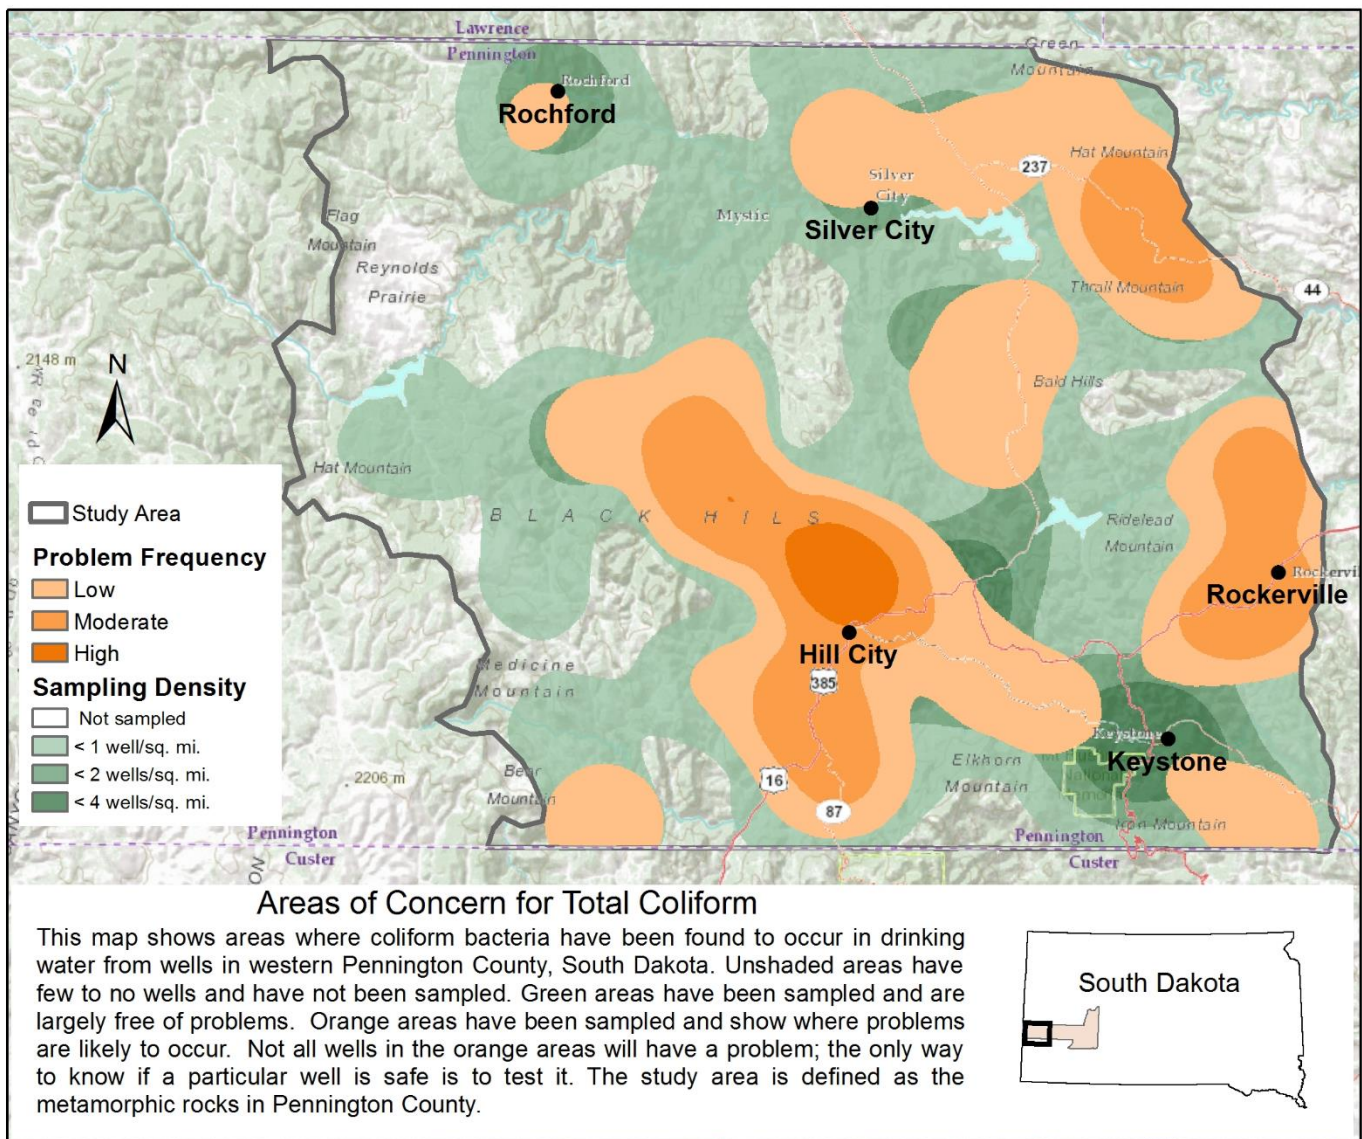 Lawrence
Pennington
Green
Mountain
Rochford
Rochford
Hat Mountain
237
Silver
City
Silver City
Mystic
Flag
Mountain
Reynolds
Prairie
Thrall Mountain
44
2148 m
N
Bald Hills
Hat Mountain
BLACK HILLS
Ridelead
Mountain
Rockervil
Rockerville
Hill City
385
Medicine
Mountain
Keystone
Keystone
Elkhorn
Mountain
National
Bear
Mountain
2206 m
16
87
Iron Mountain
Pennington
Custer
Pennington
Custer
Study Area
Problem Frequency
Low
Moderate
High
Sampling Density
Not sampled
< 1 well/sq. mi.
< 2 wells/sq. mi.
< 4 wells/sq. mi.
Areas of Concern for Total Coliform
This map shows areas where coliform bacteria have been found to occur in drinking
water from wells in western Pennington County, South Dakota. Unshaded areas have
few to no wells and have not been sampled. Green areas have been sampled and are
largely free of problems. Orange areas have been sampled and show where problems
are likely to occur. Not all wells in the orange areas will have a problem; the only way
to know if a particular well is safe is to test it. The study area is defined as the
metamorphic rocks in Pennington County.
South Dakota